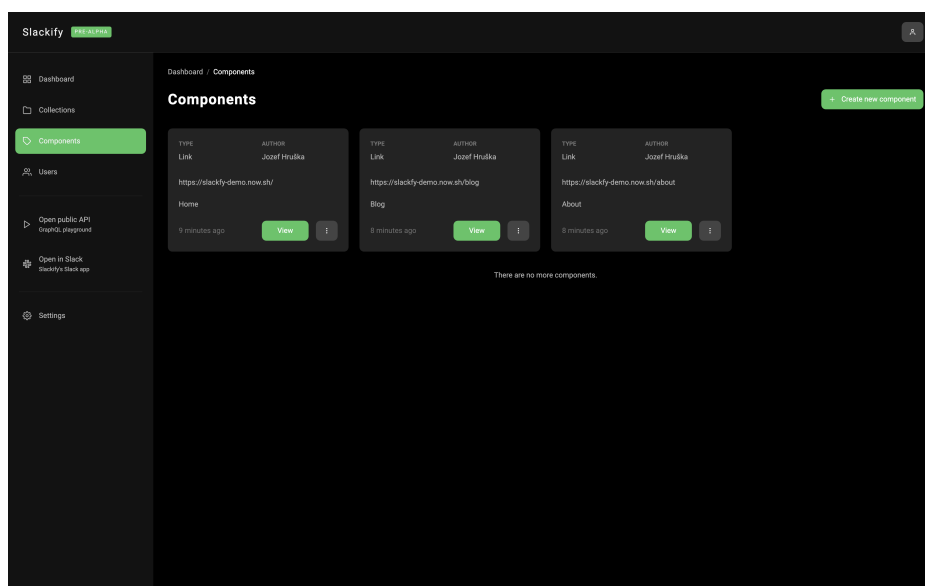 Slackify PRE-ALPHA
Dashboard
Collections
Components
Users
Open public API
GraphQL playground
Open in Slack
Slackify's Slack app
Settings
Dashboard / Components
Components
+ Create new component
TYPE AUTHOR
Link Jozef Hruška
https://slackfy-demo.now.sh/
Home
9 minutes ago View
TYPE AUTHOR
Link Jozef Hruška
https://slackfy-demo.now.sh/blog
Blog
8 minutes ago View
TYPE AUTHOR
Link Jozef Hruška
https://slackfy-demo.now.sh/about
About
8 minutes ago View
There are no more components.